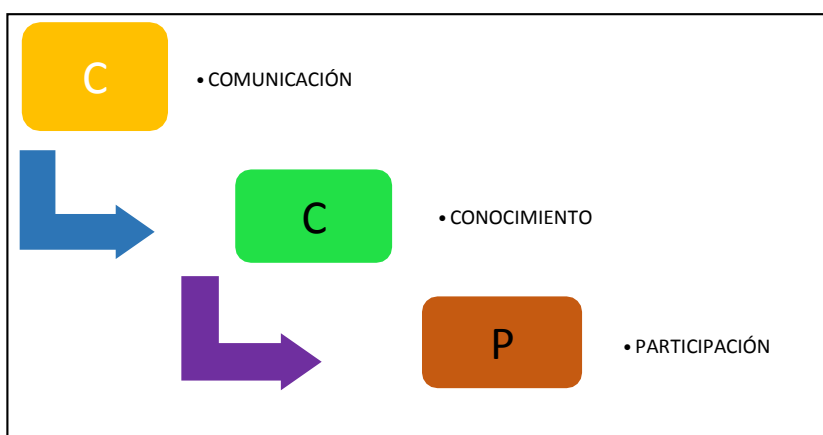 C
• COMUNICACIÓN
C
• CONOCIMIENTO
P
• PARTICIPACIÓN